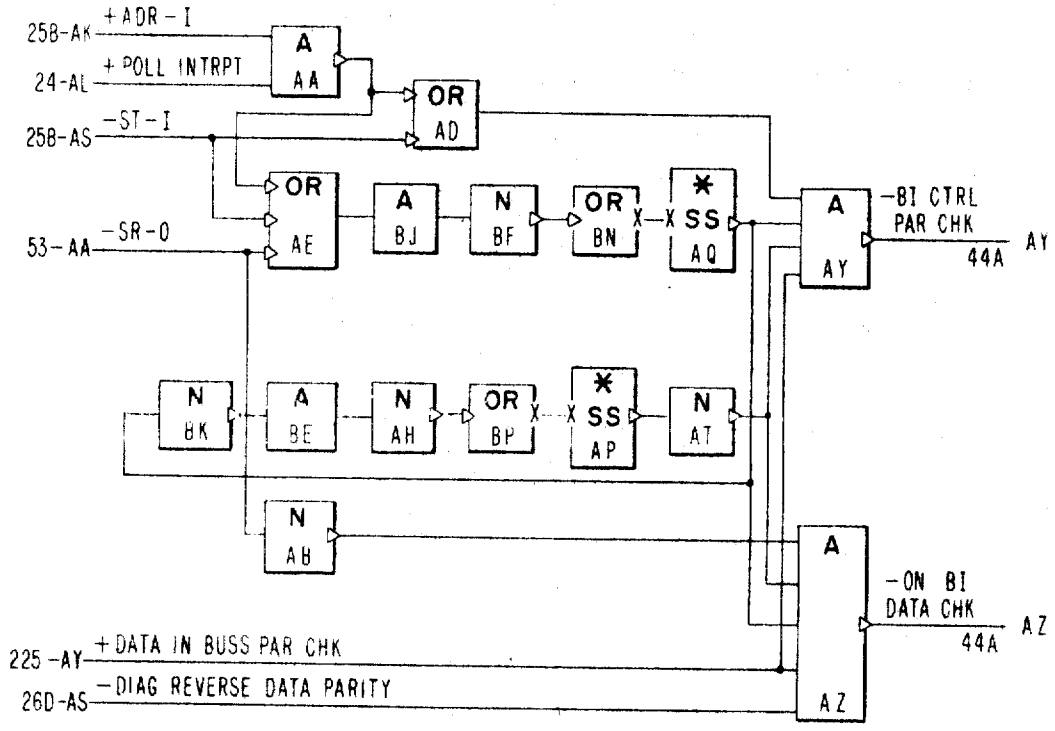 +ADR-I
25B-AK
A
AA
+POLL INTRPT
24-AL
OR
AD
-ST-I
25B-AS
OR
AE
A
BJ
N
BF
OR
BN
X
X
*
SS
AQ
A
AY
-BI CTRL
PAR CHK
44A
AY
-SR-O
53-AA
N
BK
A
BE
N
AH
OR
BP
X
X
*
SS
AP
N
AT
N
AB
A
AZ
-ON BI
DATA CHK
44A
AZ
+DATA IN BUSS PAR CHK
225-AY
-DIAG REVERSE DATA PARITY
26D-AS